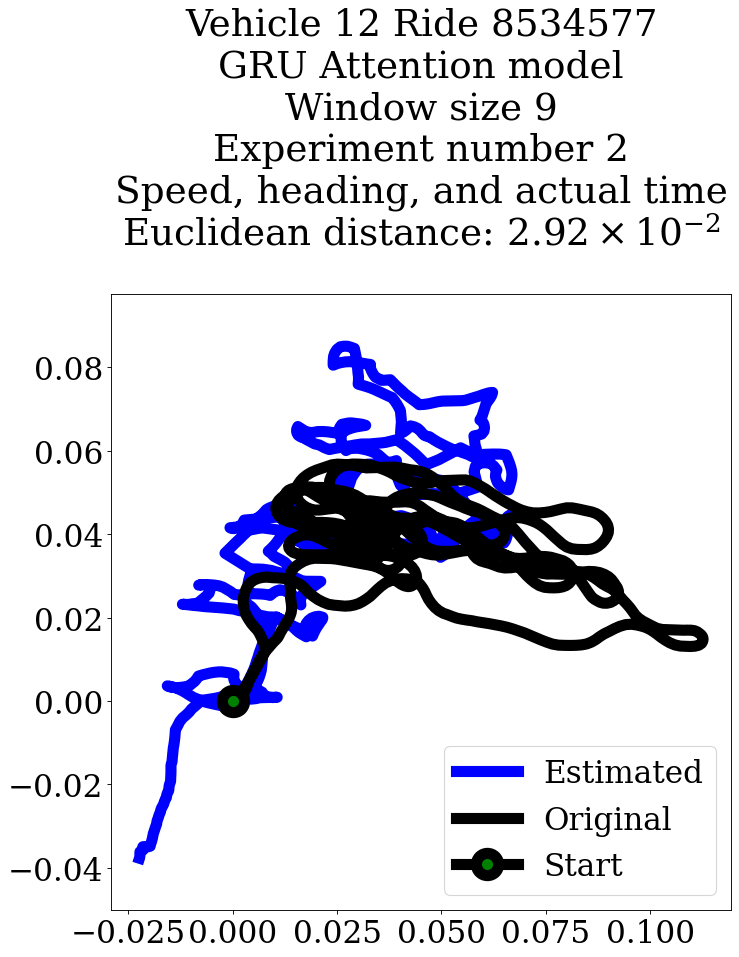 Vehicle 12 Ride 8534577
GRU Attention model
Window size 9
Experiment number 2
Speed, heading, and actual time
Euclidean distance: 2.92 × 10⁻²
0.08
0.06
0.04
0.02
0.00
−0.02
−0.04
Estimated
Original
Start
−0.025 0.000 0.025 0.050 0.075 0.100